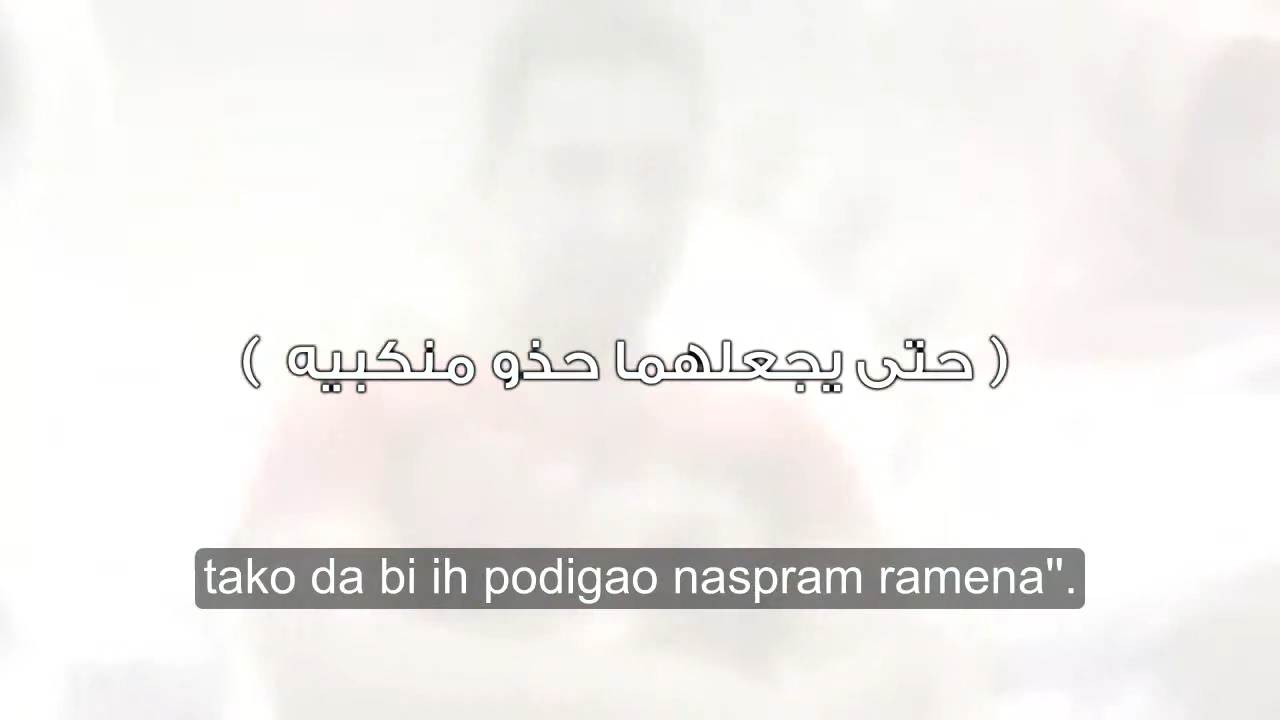 ( حتى يجعلهما حذو منكبيه )
tako da bi ih podigao naspram ramena".